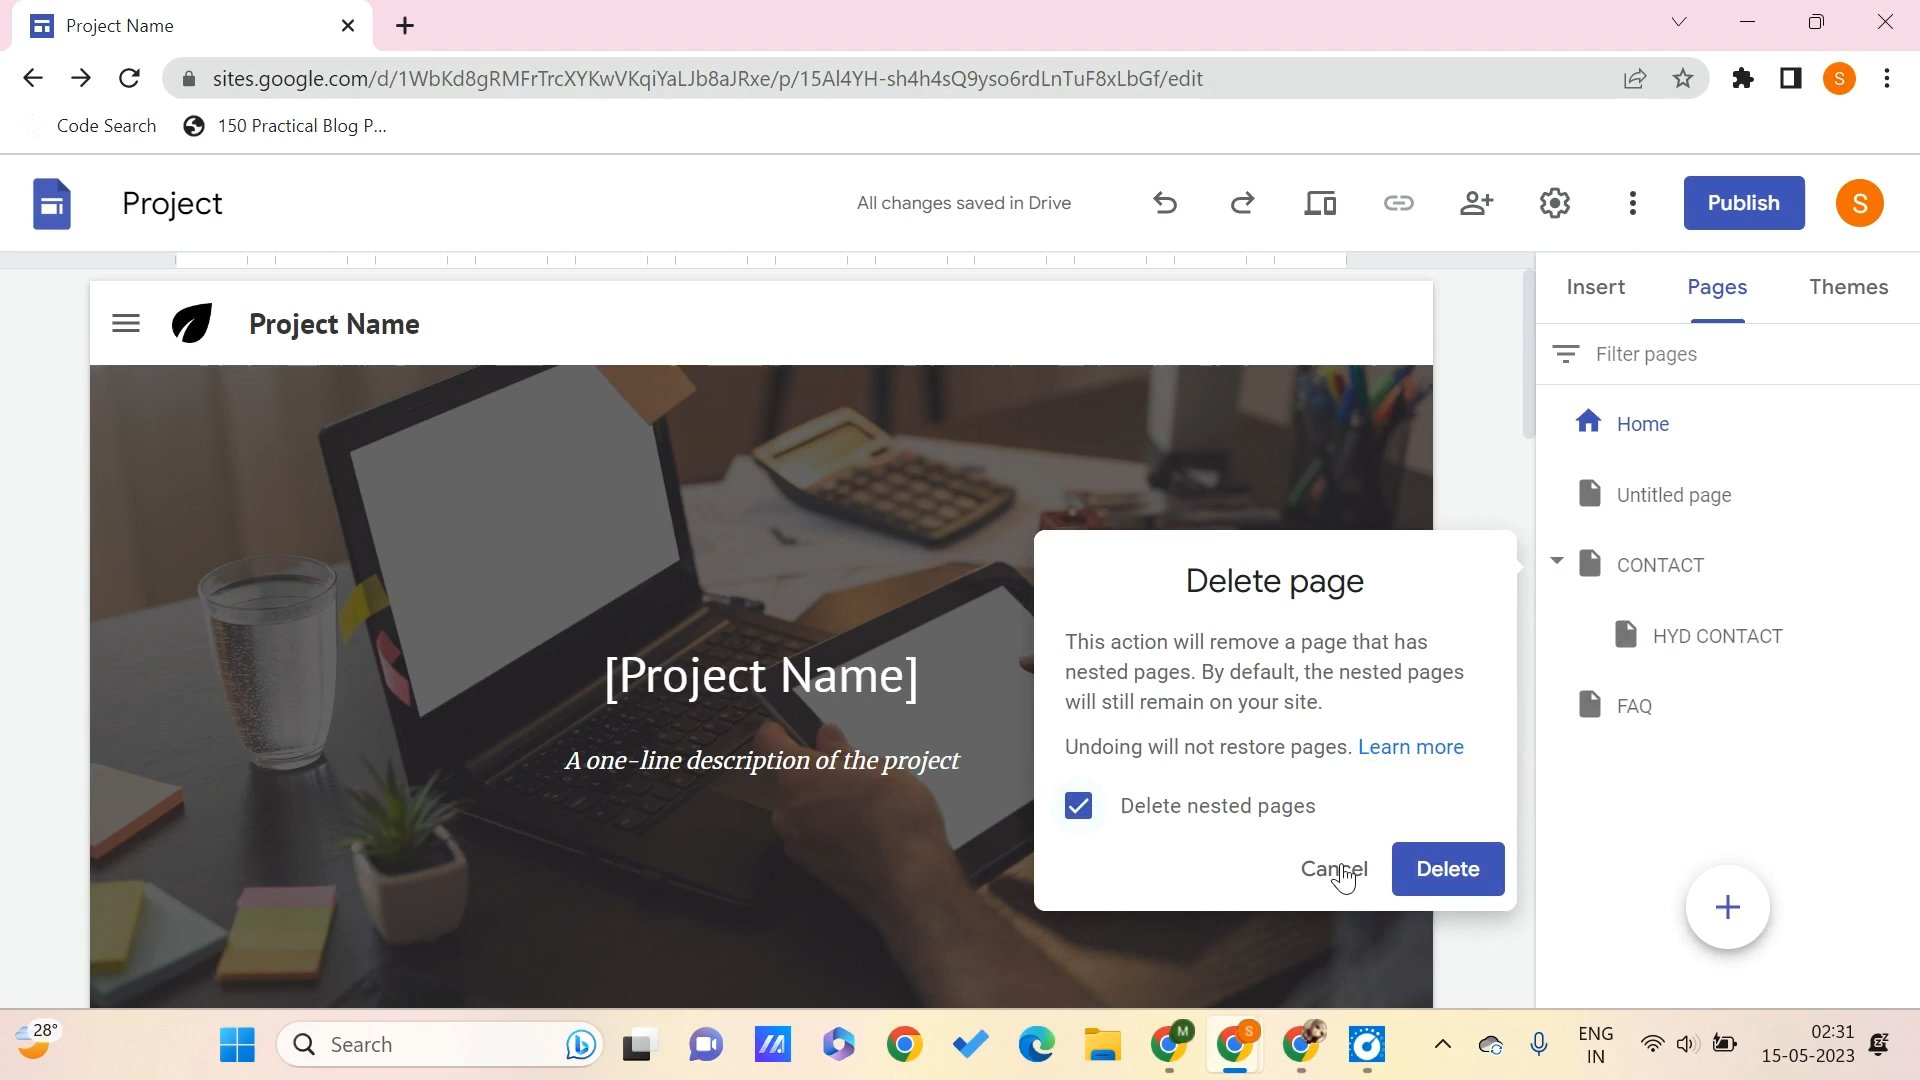 Project Name
sites.google.com/d/1WbKd8gRMFrTrcXYKwVKqiYaLJb8aJRxe/p/15Al4YH-sh4h4sQ9yso6rdLnTuF8xLbGf/edit
S
Code Search
150 Practical Blog P...
Project
All changes saved in Drive
Publish
S
Insert
Pages
Themes
Project Name
Filter pages
Home
Untitled page
CONTACT
HYD CONTACT
FAQ
[Project Name]
A one-line description of the project
Delete page
This action will remove a page that has
nested pages. By default, the nested pages
will still remain on your site.
Undoing will not restore pages. Learn more
Delete nested pages
Cancel
Delete
28°
Search
M
S
ENG
IN
02:31
15-05-2023